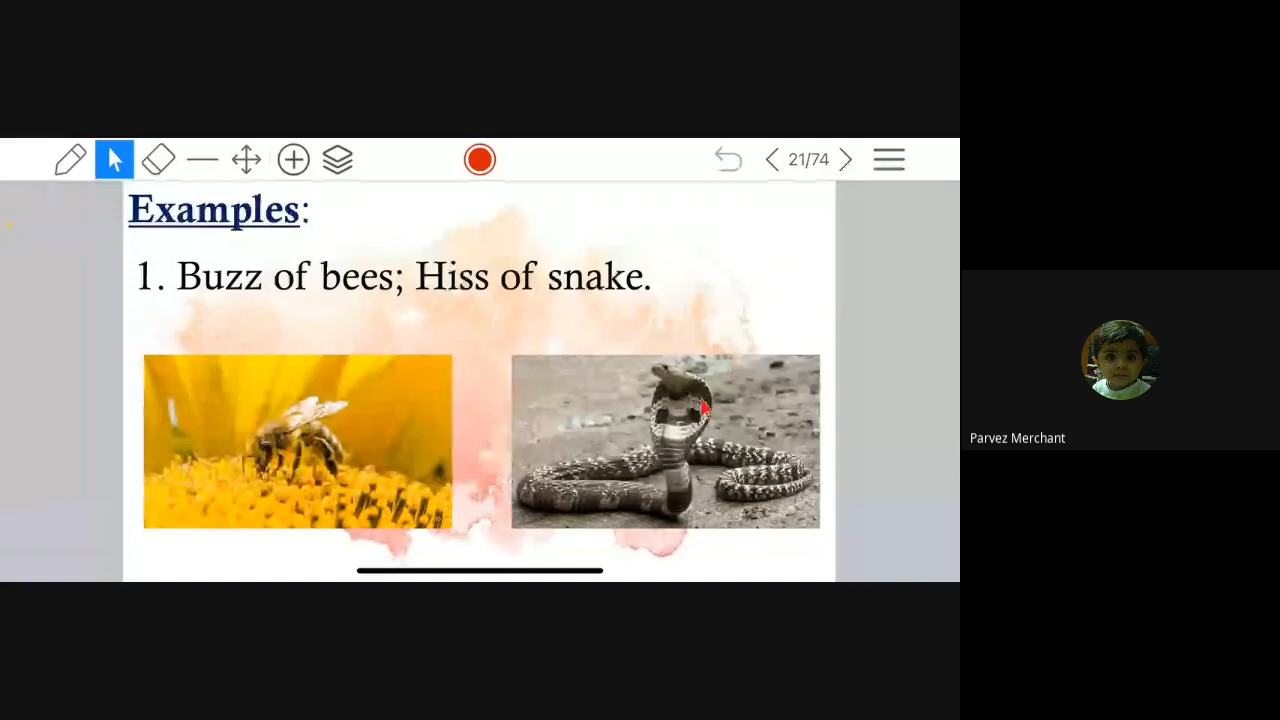 21/74
Examples:
1. Buzz of bees; Hiss of snake.
Parvez Merchant